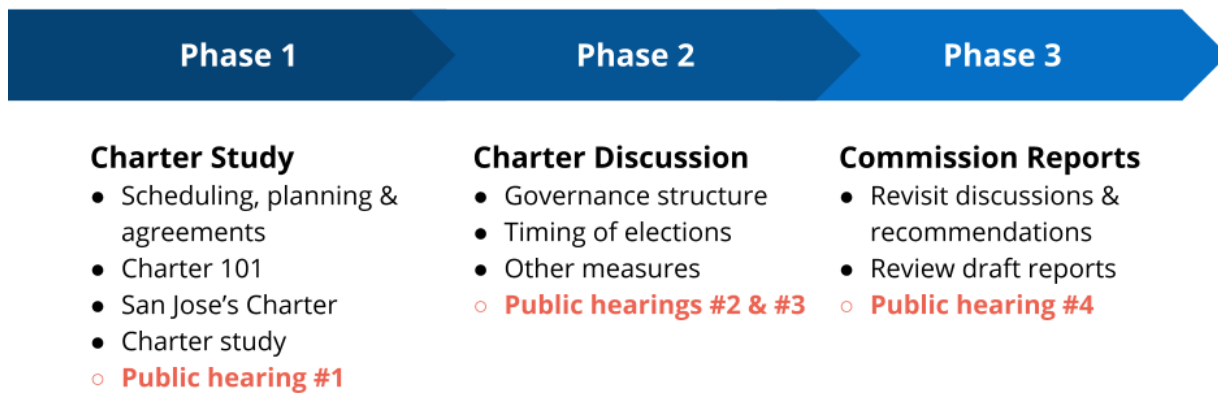 Phase 1
Phase 2
Phase 3
Charter Study
● Scheduling, planning &
agreements
● Charter 101
● San Jose’s Charter
● Charter study
○ Public hearing #1
Charter Discussion
● Governance structure
● Timing of elections
● Other measures
○ Public hearings #2 & #3
Commission Reports
● Revisit discussions &
recommendations
● Review draft reports
○ Public hearing #4